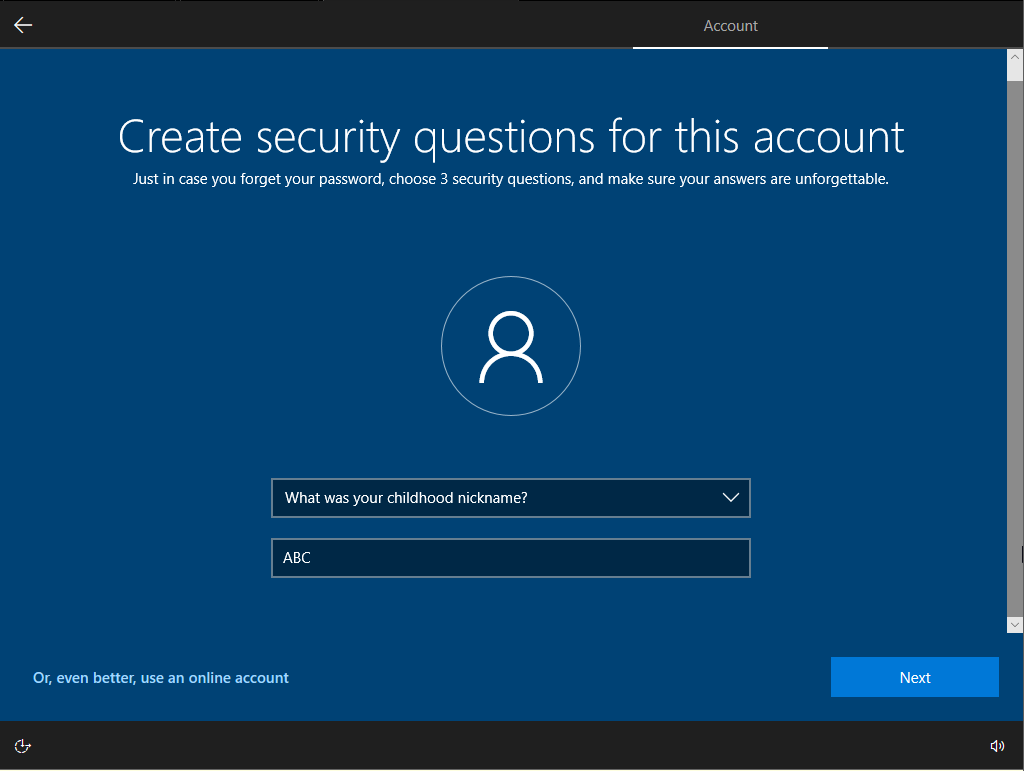 Account
Create security questions for this account
Just in case you forget your password, choose 3 security questions, and make sure your answers are unforgettable.
What was your childhood nickname?
ABC
Or, even better, use an online account
Next